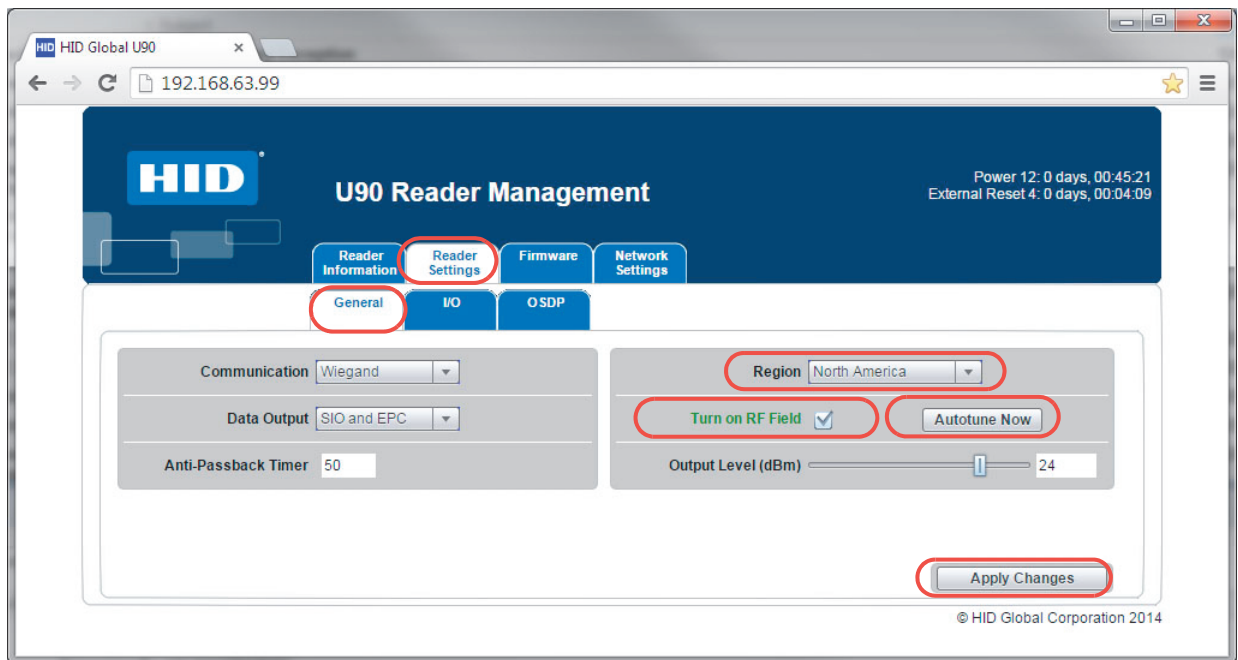 HID HID Global U90
192.168.63.99
HID
U90 Reader Management
Power 12: 0 days, 00:45:21
External Reset 4: 0 days, 00:04:09
Reader Information
Reader Settings
Firmware
Network Settings
General
I/O
OSDP
Communication Wiegand
Region North America
Data Output SIO and EPC
Turn on RF Field
Autotune Now
Anti-Passback Timer 50
Output Level (dBm) 24
Apply Changes
© HID Global Corporation 2014